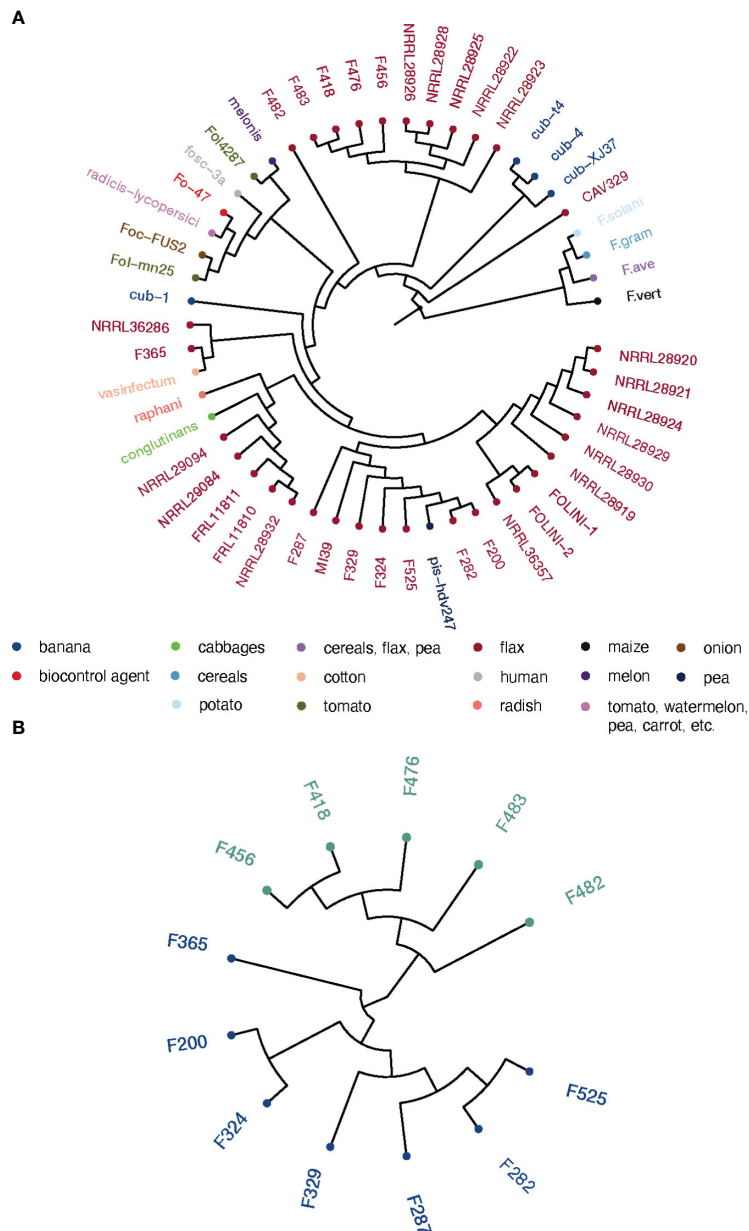 A
melonis
F482
F483
F418
F476
F456
NRRL28926
NRRL28928
NRRL28925
NRRL28922
NRRL28923
cub-t4
cub-4
cub-XJ37
CAV329
F.solani
F.gram
F.ave
F.vert
Fol4287
fosc-3a
Fo-47
radicis-lycopersici
Foc-FUS2
Fol-mn25
cub-1
NRRL36286
F365
vasinfectum
raphani
conglutinans
NRRL29094
NRRL29084
FRL11811
FRL11810
NRRL28932
F287
MI39
F329
F324
F525
pis-hdv247
F282
F200
NRRL36357
FOLINI-2
FOLINI-1
NRRL28919
NRRL28930
NRRL28929
NRRL28924
NRRL28921
NRRL28920
banana
cabbages
cereals, flax, pea
flax
maize
onion
biocontrol agent
cereals
cotton
human
melon
pea
potato
tomato
radish
tomato, watermelon,
pea, carrot, etc.
B
F476
F418
F483
F456
F482
F365
F200
F525
F324
F282
F329
F287